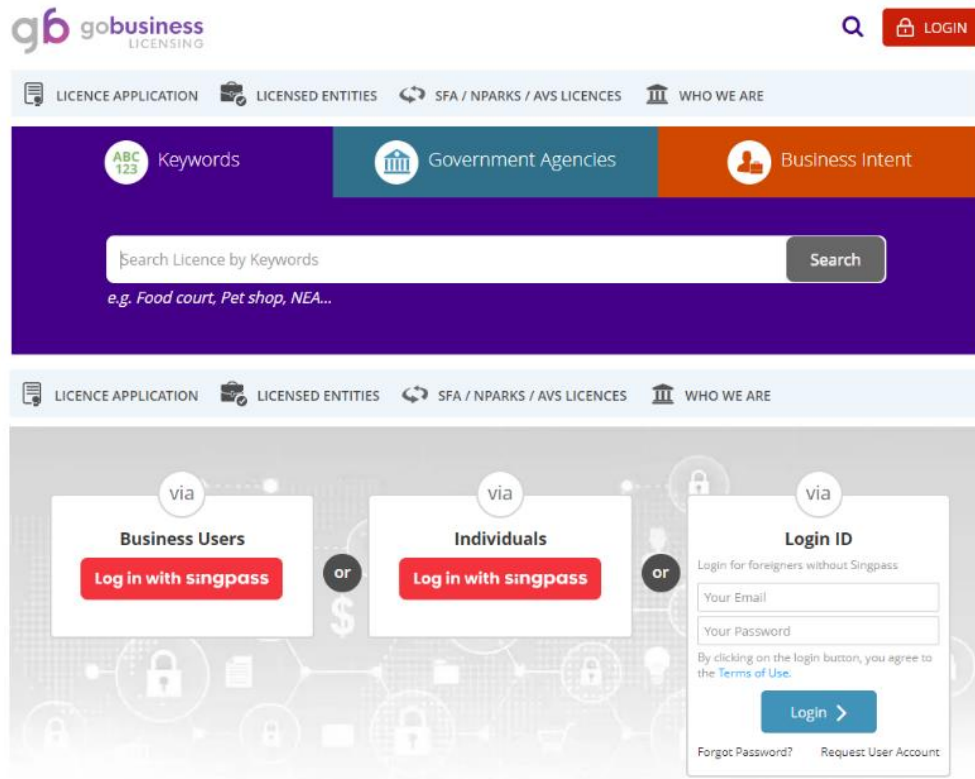 gb gobusiness
LICENSING
LOGIN
LICENCE APPLICATION LICENSED ENTITIES SFA / NPARKS / AVS LICENCES WHO WE ARE
ABC
123
Keywords Government Agencies Business Intent
Search Licence by Keywords Search
e.g. Food court, Pet shop, NEA...
LICENCE APPLICATION LICENSED ENTITIES SFA / NPARKS / AVS LICENCES WHO WE ARE
via
Business Users
Log in with singpass
or
via
Individuals
Log in with singpass
or
via
Login ID
Login for foreigners without Singpass
Your Email
Your Password
By clicking on the login button, you agree to
the Terms of Use.
Login
Forgot Password? Request User Account